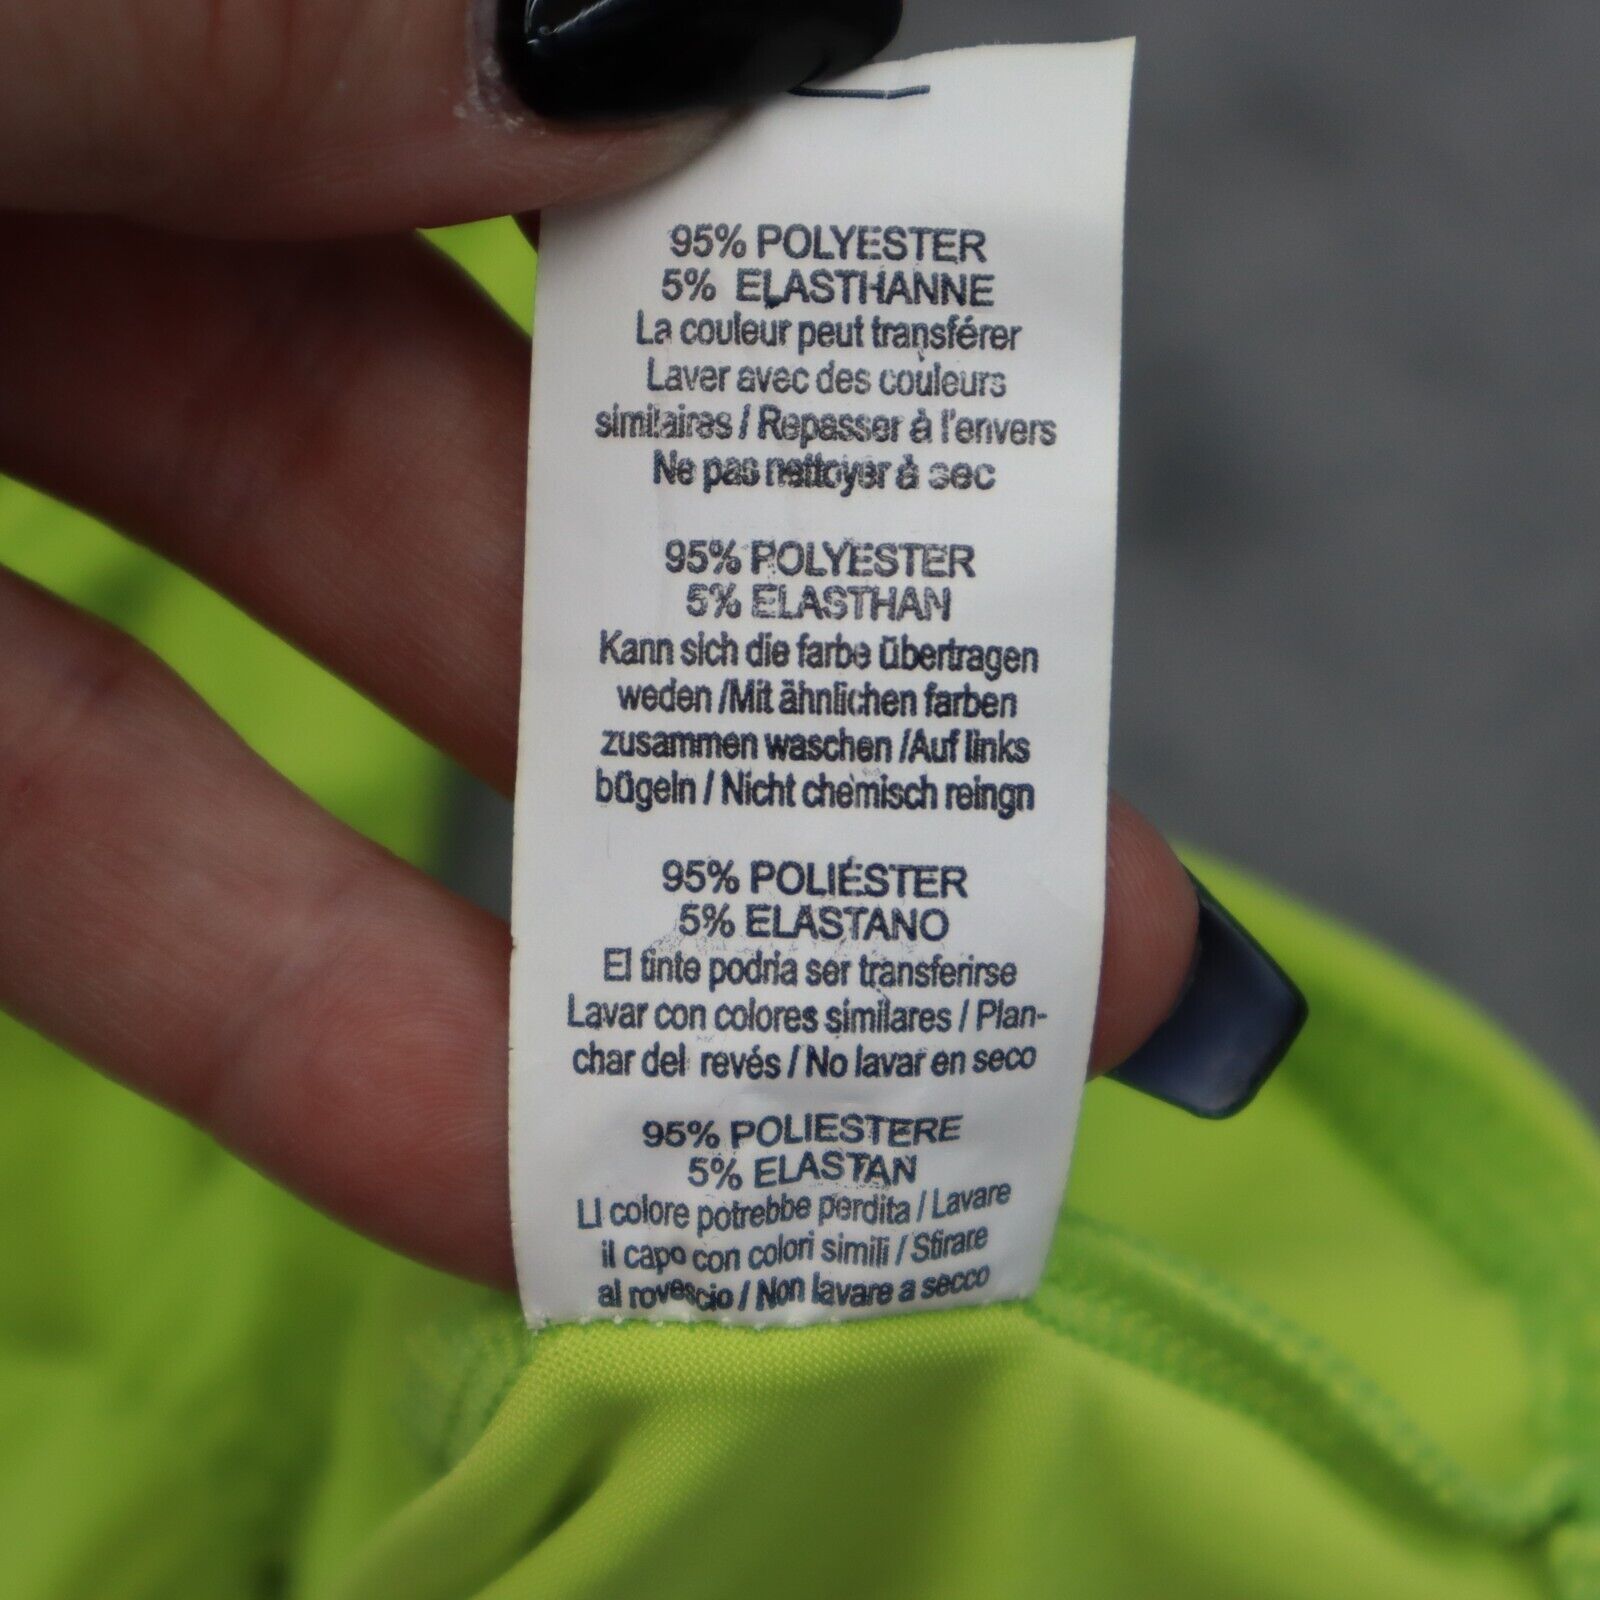 95% POLYESTER
5% ELASTHANNE
La couleur peut transférer
Laver avec des couleurs
similaires / Repasser à l'envers
Ne pas nettoyer à sec
95% POLYESTER
5% ELASTHAN
Kann sich die farbe übertragen
weden /Mit ähnlichen farben
zusammen waschen /Auf links
bügeln / Nicht chemisch reingn
95% POLIÉSTER
5% ELASTANO
El tinte podria ser transferirse
Lavar con colores similares / Plan-
char del revés / No lavar en seco
95% POLIESTERE
5% ELASTAN
LI colore potrebbe perdita / Lavare
il capo con colori simili / Stirare
al rovescio / Non lavare a secco